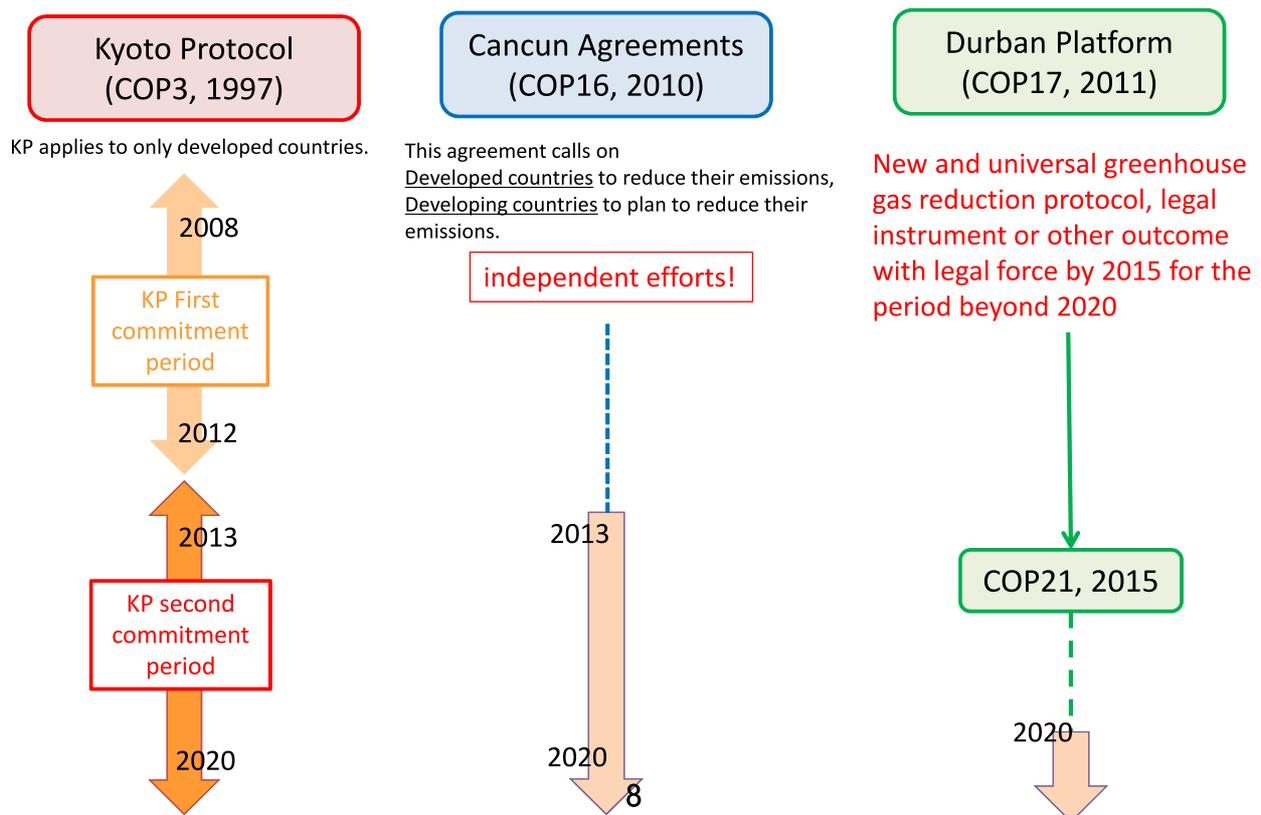 Kyoto Protocol
(COP3, 1997)
KP applies to only developed countries.
2008
KP First
commitment
period
2012
2013
KP second
commitment
period
2020
Cancun Agreements
(COP16, 2010)
This agreement calls on
Developed countries to reduce their emissions,
Developing countries to plan to reduce their
emissions.
independent efforts!
2013
2020
8
Durban Platform
(COP17, 2011)
New and universal greenhouse
gas reduction protocol, legal
instrument or other outcome
with legal force by 2015 for the
period beyond 2020
COP21, 2015
2020